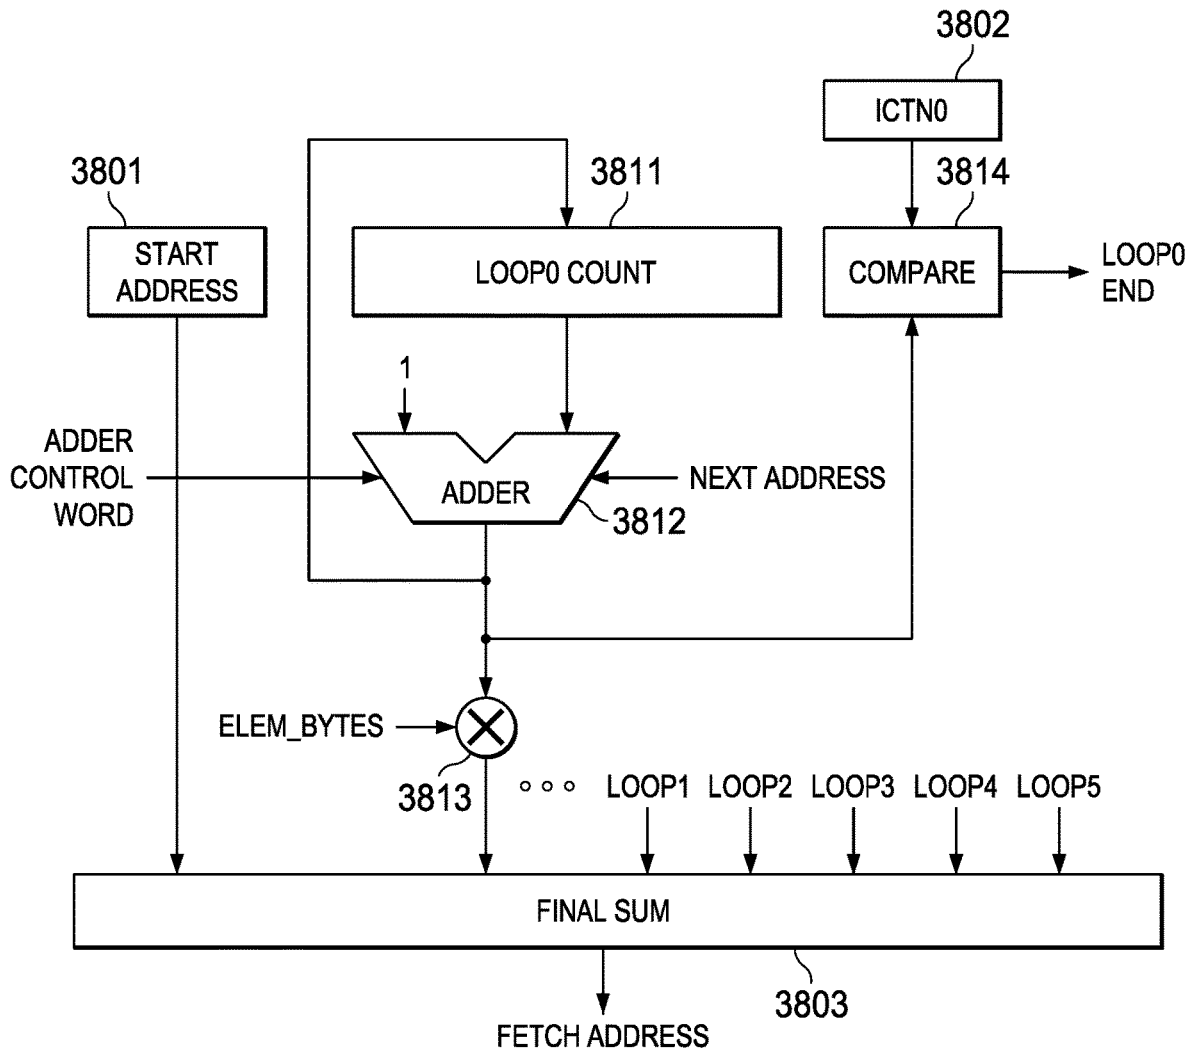 3802
ICTN0
3801
3811
3814
START
ADDRESS
LOOP0 COUNT
COMPARE
LOOP0
END
1
ADDER
CONTROL
WORD
ADDER
NEXT ADDRESS
3812
ELEM_BYTES
3813
LOOP1 LOOP2 LOOP3 LOOP4 LOOP5
FINAL SUM
3803
FETCH ADDRESS